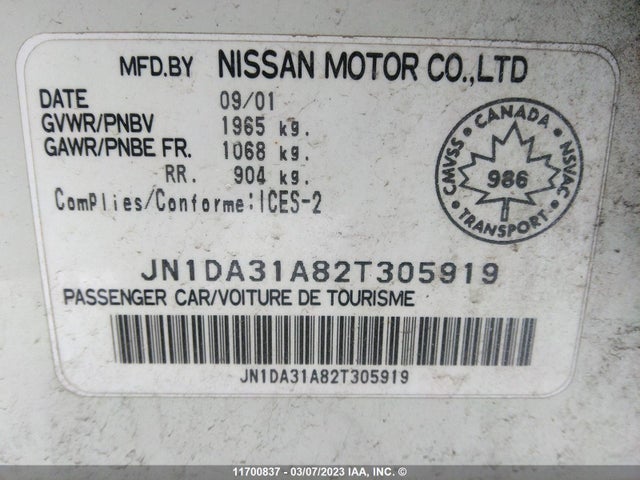 MFD.BY NISSAN MOTOR CO.,LTD
DATE 09/01
GVWR/PNBV 1965 kg.
GAWR/PNBE FR. 1068 kg.
RR. 904 kg.
ComPlies/Conforme:ICES-2
CANADA
CMVSS
986
NSVAC
TRANSPORT
JN1DA31A82T305919
PASSENGER CAR/VOITURE DE TOURISME
JN1DA31A82T305919
11700837 - 03/07/2023 IAA, INC. ©